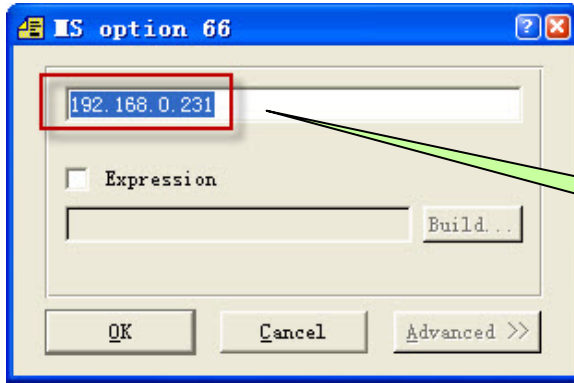 MS option 66
192.168.0.231
Expression
Build...
OK
Cancel
Advanced >>